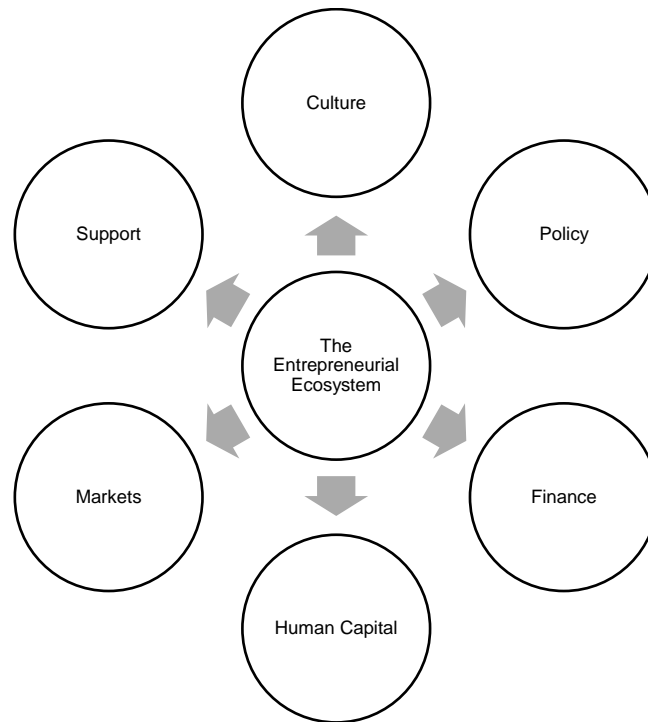 Culture
Support
Policy
The
Entrepreneurial
Ecosystem
Markets
Finance
Human Capital